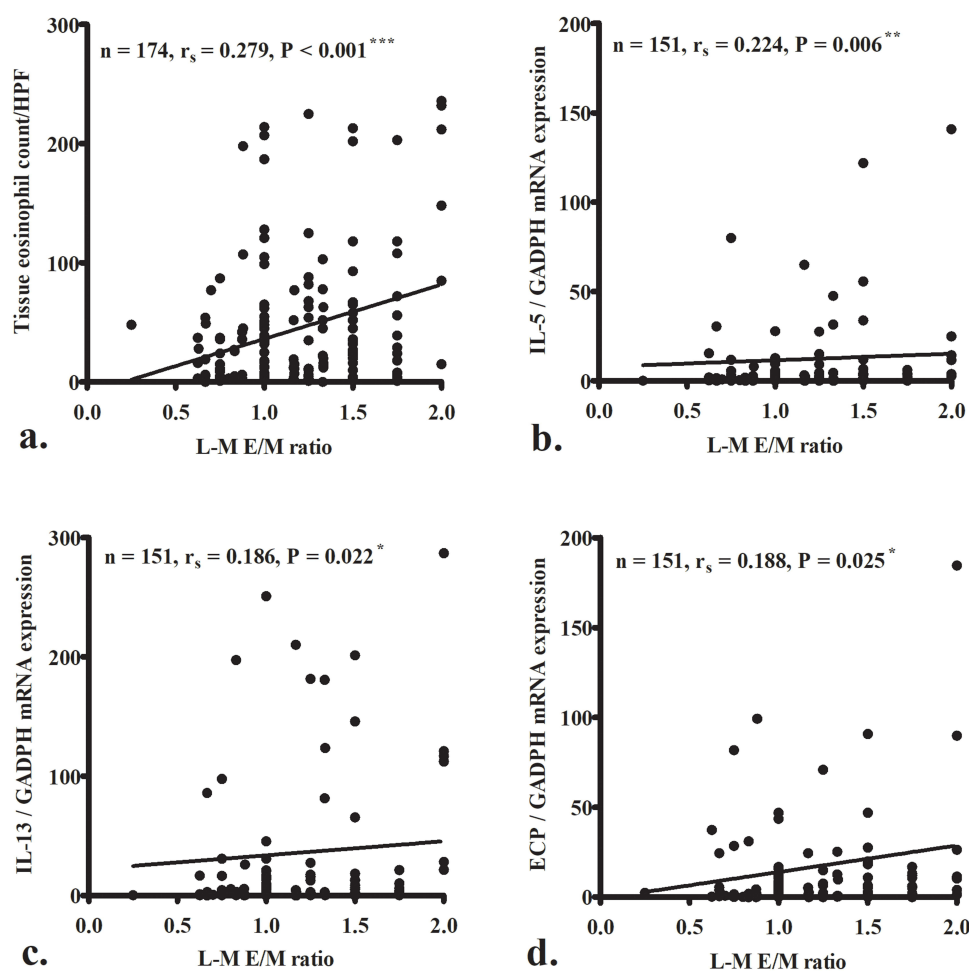 n = 174, rs = 0.279, P < 001***
Tissue eosinophil count/HPF
300
200
100
0
0.0 0.5 1.0 1.5 2.0
L-M E/M ratio
a.
n = 151, rs = 0.224, P = 0.006**
IL-5 / GADPH mRNA expression
200
150
100
50
0
0.0 0.5 1.0 1.5 2.0
L-M E/M ratio
b.
n = 151, rs = 0.186, P = 0.022*
IL-13 / GADPH mRNA expression
300
200
100
0
0.0 0.5 1.0 1.5 2.0
L-M E/M ratio
c.
n = 151, rs = 0.188, P = 0.025*
ECP / GADPH mRNA expression
200
150
100
50
0
0.0 0.5 1.0 1.5 2.0
L-M E/M ratio
d.